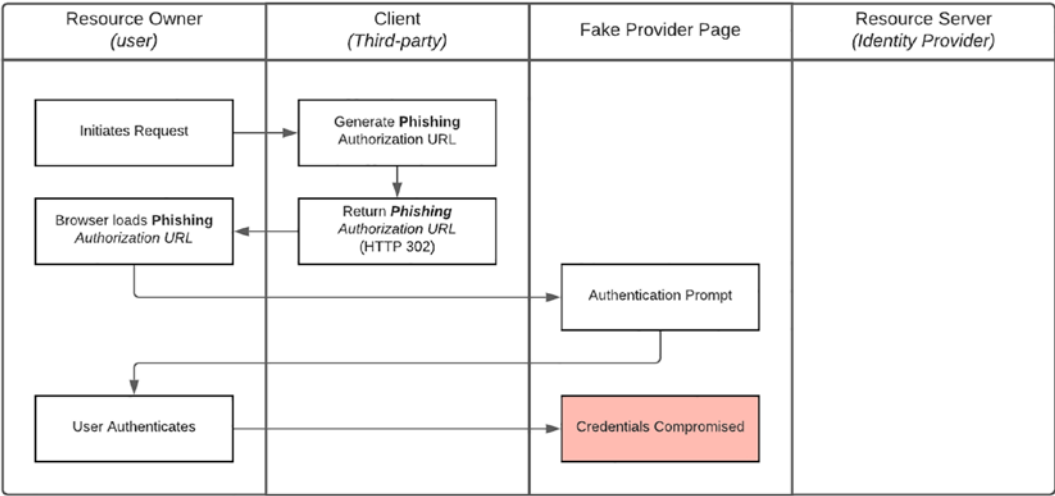 Resource Owner
(user)
Client
(Third-party)
Fake Provider Page
Resource Server
(Identity Provider)
Initiates Request
Generate Phishing
Authorization URL
Browser loads Phishing
Authorization URL
Return Phishing
Authorization URL
(HTTP 302)
Authentication Prompt
User Authenticates
Credentials Compromised